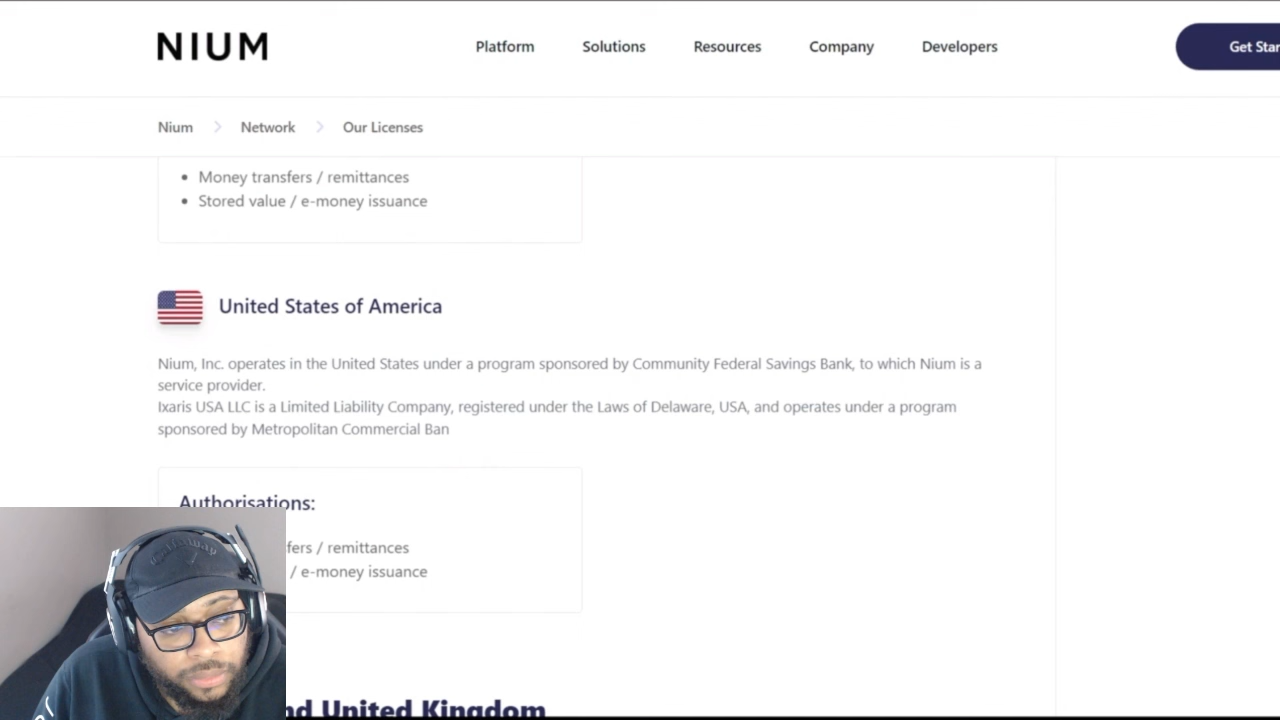 NIUM
Platform
Solutions
Resources
Company
Developers
Get Star
Nium
Network
Our Licenses
Money transfers / remittances
Stored value / e-money issuance
United States of America
Nium, Inc. operates in the United States under a program sponsored by Community Federal Savings Bank, to which Nium is a
service provider.
Ixaris USA LLC is a Limited Liability Company, registered under the Laws of Delaware, USA, and operates under a program
sponsored by Metropolitan Commercial Ban
Authorisations:
fers / remittances
/ e-money issuance
nd United Kingdom